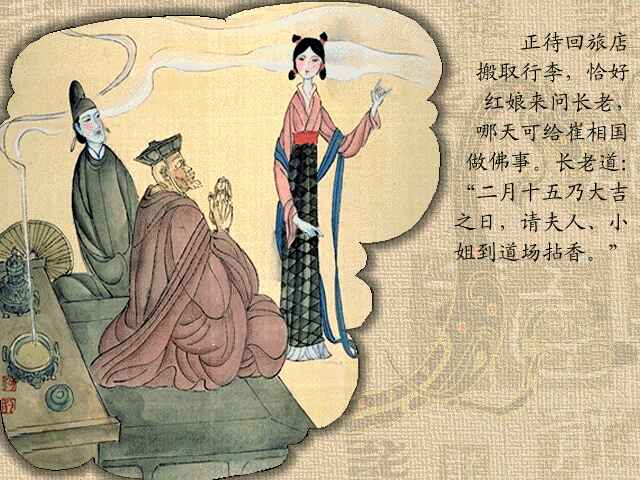 正待回旅店
搬取行李，恰好
红娘来问长老，
哪天可给崔相国
做佛事。长老道：
“二月十五乃大吉
之日，请夫人、小
姐到道场拈香。”